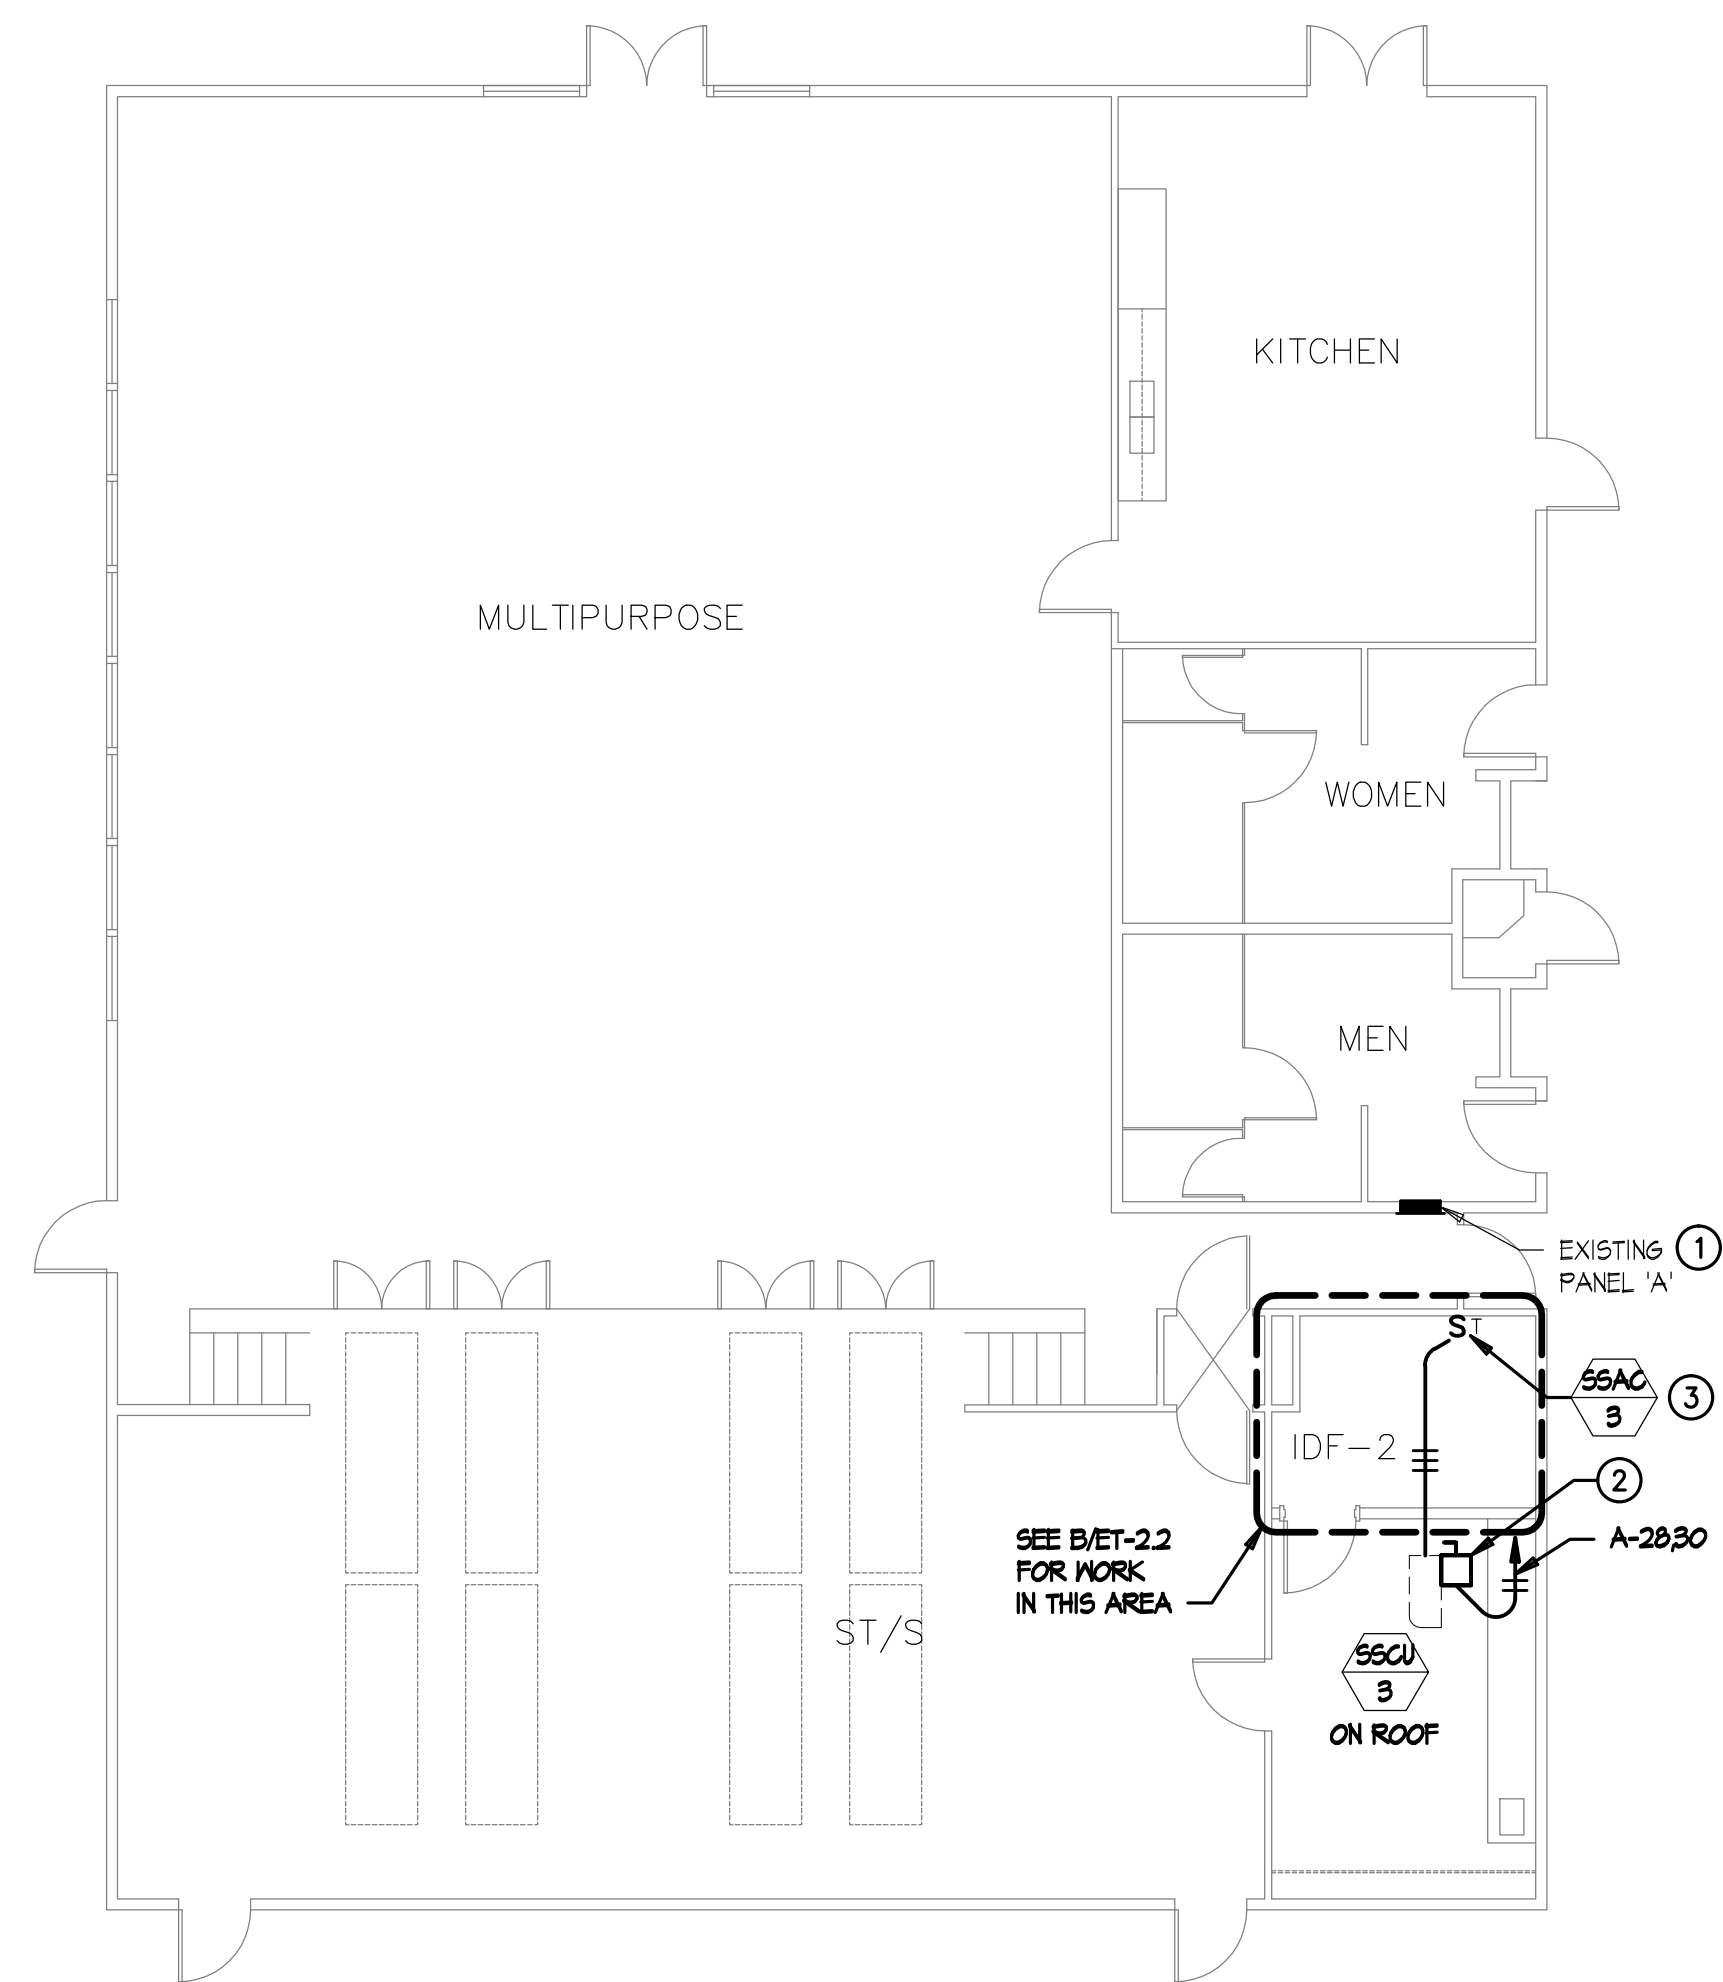 KITCHEN
MULTIPURPOSE
WOMEN
MEN
EXISTING
PANEL 'A'
1
ST
SSAC
3
3
IDF-2
2
SEE B/ET-2.2
FOR WORK
IN THIS AREA
A-28,30
ST/S
SSCU
3
ON ROOF